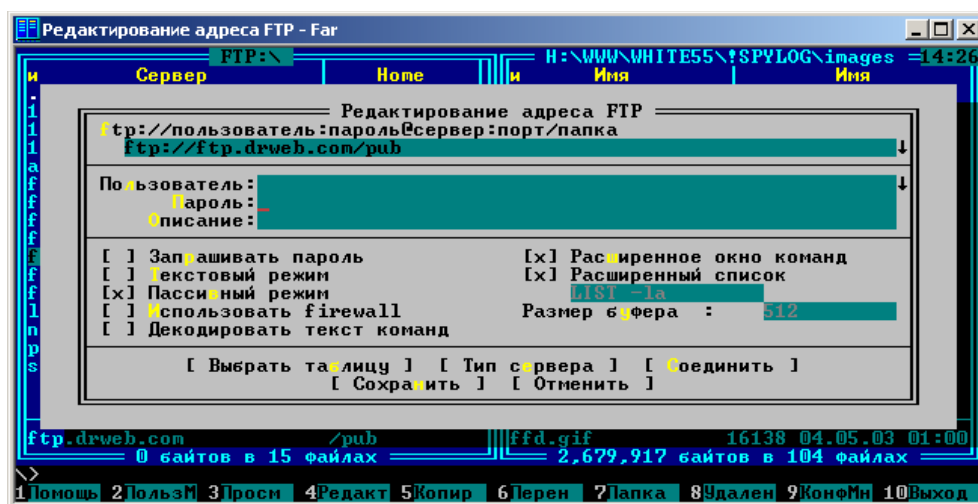 Редактирование адреса FTP - Far
FTP:\ H:\WWW\WHITE55\!SPYLOG\images 14:26
и Сервер Home и Имя Имя
Редактирование адреса FTP
ftp://пользователь:пароль@сервер:порт/папка
ftp://ftp.drweb.com/pub ↓
Пользователь: ↓
Пароль:
Описание:
[ ] Запрашивать пароль [x] Расширенное окно команд
[ ] Текстовый режим [x] Расширенный список
[x] Пассивный режим LIST -la
[ ] Использовать firewall Размер буфера : 512
[ ] Декодировать текст команд
[ Выбрать таблицу ] [ Тип сервера ] [ Соединить ]
[ Сохранить ] [ Отменить ]
ftp.drweb.com /pub ffd.gif 16138 04.05.03 01:00
0 байтов в 15 файлах 2,679,917 байтов в 104 файлах
\>
1Помощь 2ПользМ 3Просм 4Редакт 5Копир 6Перен 7Папка 8Удален 9КонфМн 10Выход